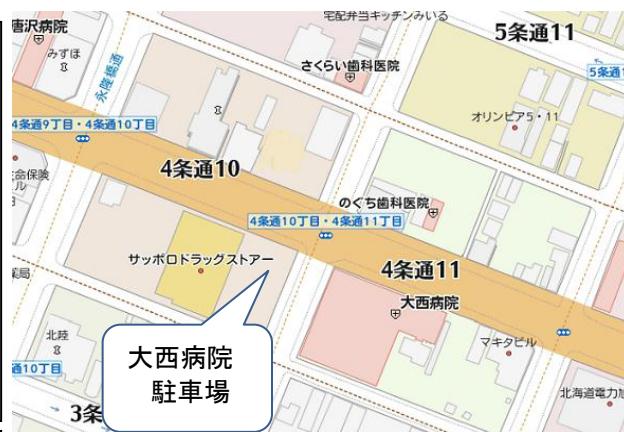 宅配弁当キッチンみいる
唐沢病院
5条通11
みずほ
さくらい歯科医院
永隆橋通
オリンピア5・11
4条通9丁目・4条通10丁目
4条通10
のぐち歯科医院
4条通10丁目・4条通11丁目
サッポロドラッグストアー
4条通11
大西病院
北陸
マキタビル
大西病院
駐車場
通10丁目
3条
北海道電力旭